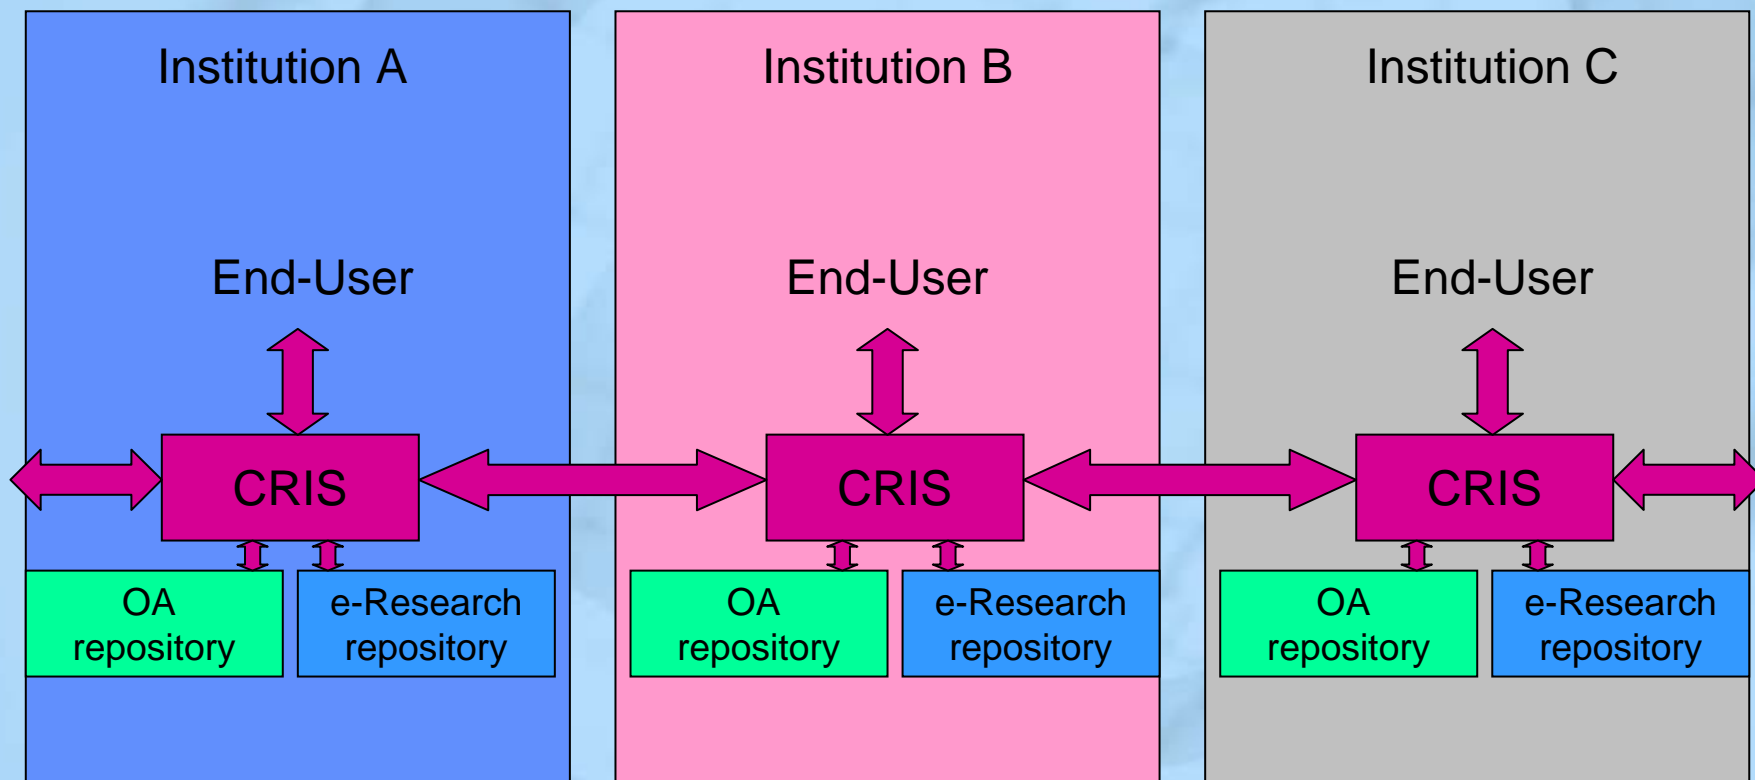 Institution A
Institution B
Institution C
End-User
End-User
End-User
CRIS
CRIS
CRIS
OA
repository
e-Research
repository
OA
repository
e-Research
repository
OA
repository
e-Research
repository